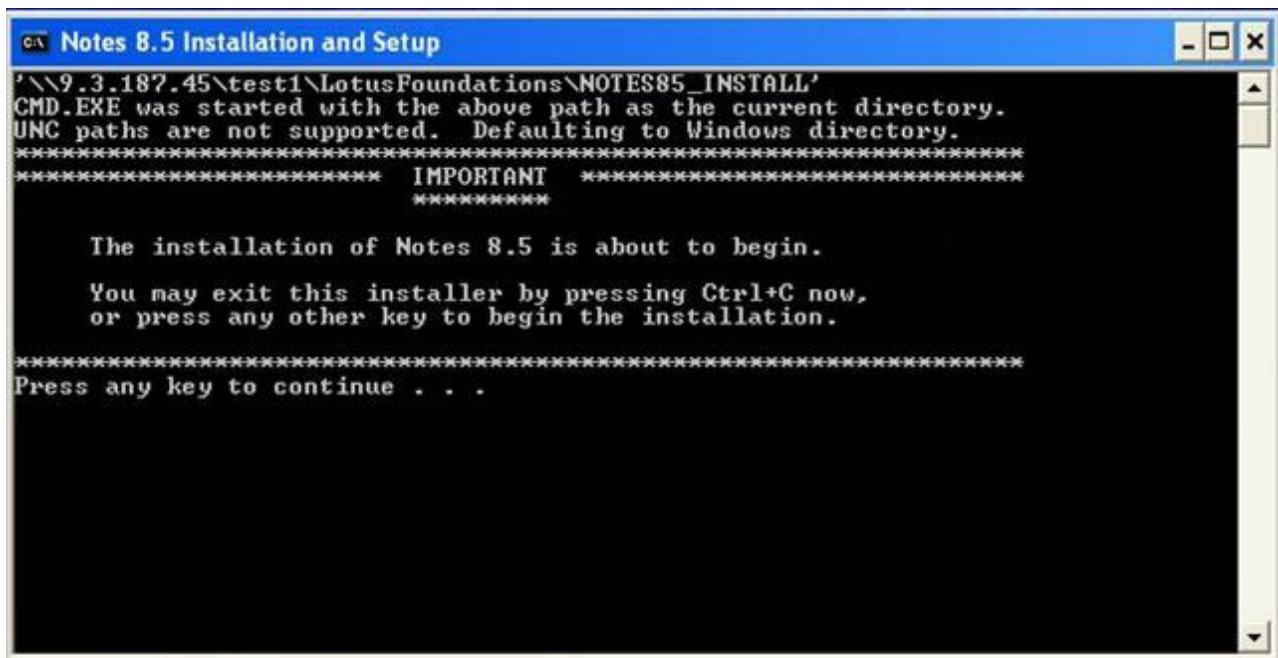 Notes 8.5 Installation and Setup
'\\9.3.187.45\test1\LotusFoundations\NOTES85_INSTALL'
CMD.EXE was started with the above path as the current directory.
UNC paths are not supported.  Defaulting to Windows directory.
******************************************************************
************************  IMPORTANT  *****************************
*********
The installation of Notes 8.5 is about to begin.
You may exit this installer by pressing Ctrl+C now,
or press any other key to begin the installation.
******************************************************************
Press any key to continue . . .